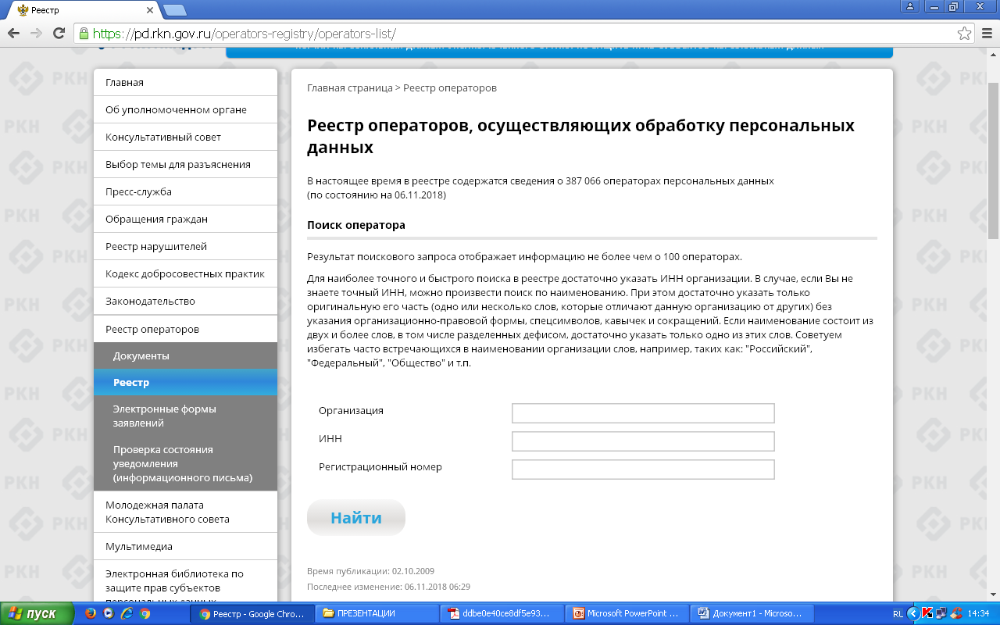 Реестр
https://pd.rkn.gov.ru/operators-registry/operators-list/
Главная
Об уполномоченном органе
Консультативный совет
Выбор темы для разъяснения
Пресс-служба
Обращения граждан
Реестр нарушителей
Кодекс добросовестных практик
Законодательство
Реестр операторов
Документы
Реестр
Электронные формы
заявлений
Проверка состояния
уведомления
(информационного письма)
Молодежная палата
Консультативного совета
Мультимедиа
Электронная библиотека по
защите прав субъектов
персональных данных
Главная страница > Реестр операторов
Реестр операторов, осуществляющих обработку персональных
данных
В настоящее время в реестре содержатся сведения о 387 066 операторах персональных данных
(по состоянию на 06.11.2018)
Поиск оператора
Результат поискового запроса отображает информацию не более чем о 100 операторах.
Для наиболее точного и быстрого поиска в реестре достаточно указать ИНН организации. В случае, если Вы не
знаете точный ИНН, можно произвести поиск по наименованию. При этом достаточно указать только
оригинальную его часть (одно или несколько слов, которые отличают данную организацию от других) без
указания организационно-правовой формы, спецсимволов, кавычек и сокращений. Если наименование состоит из
двух и более слов, в том числе разделенных дефисом, достаточно указать только одно из этих слов. Советуем
избегать часто встречающихся в наименовании организации слов, например, таких как: "Российский",
"Федеральный", "Общество" и т.п.
Организация
ИНН
Регистрационный номер
Найти
Время публикации: 02.10.2009
Последнее изменение: 06.11.2018 06:29
РКН
пуск
Реестр - Google Chro...
ПРЕЗЕНТАЦИИ
ddbe0e40ce8df5e93...
Microsoft PowerPoint ...
Документ1 - Microso...
RL
14:34